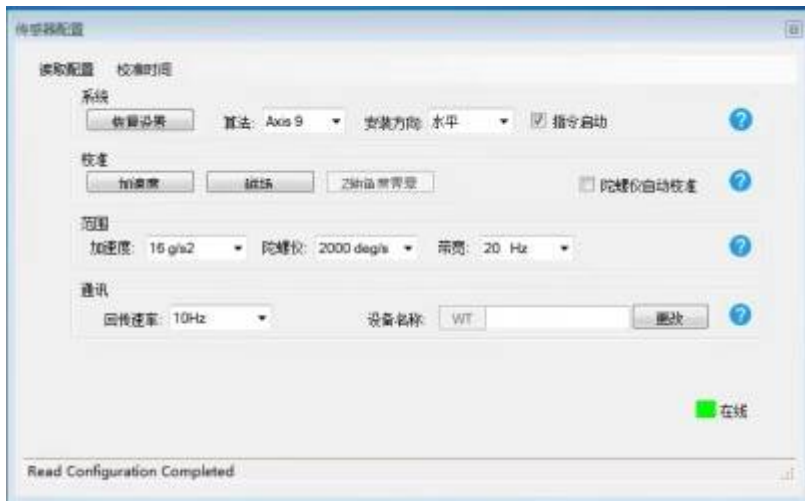 传感器配置
读取配置 校准时间
系统
恢复设置 算法: Axis 9 安装方向: 水平 指令启动
校准
加速度 磁场 Z轴角度置零 陀螺仪自动校准
范围
加速度: 16 g/s2 陀螺仪: 2000 deg/s 带宽: 20 Hz
通讯
回传速率: 10Hz 设备名称: WT 更改
在线
Read Configuration Completed